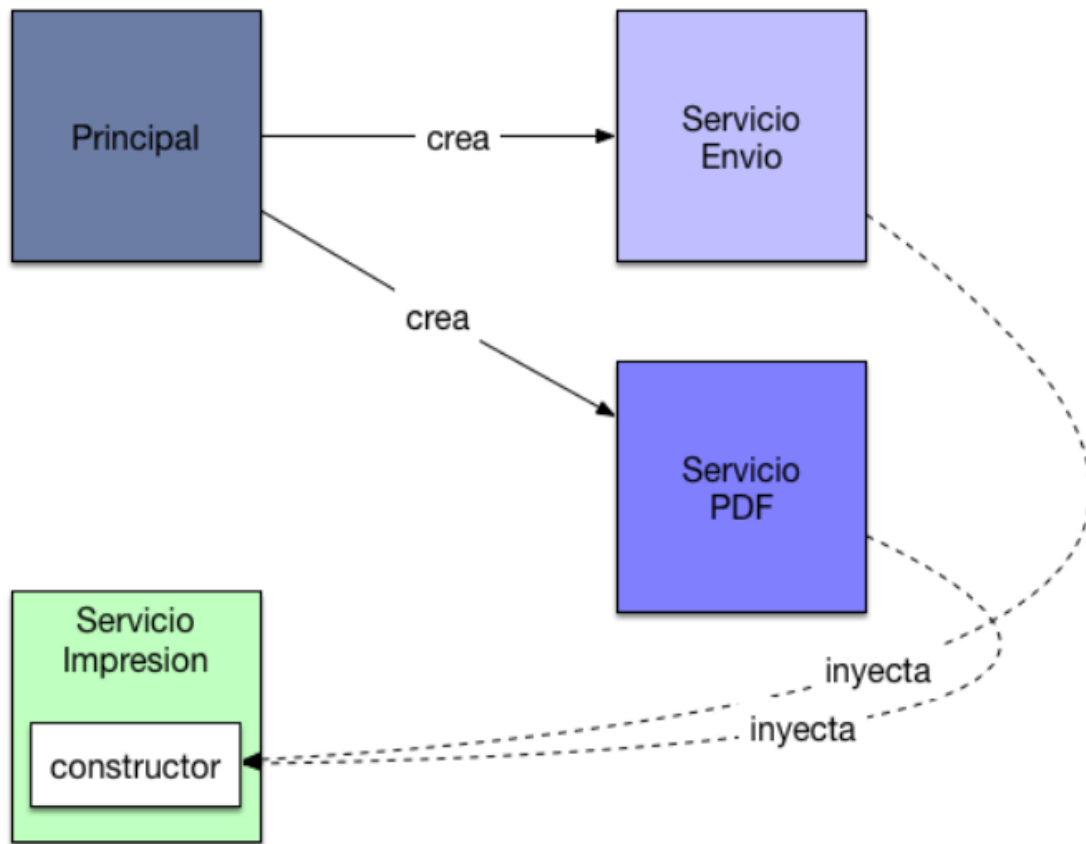 Principal
crea
Servicio
Envio
crea
Servicio
PDF
Servicio
Impresion
inyecta
inyecta
constructor